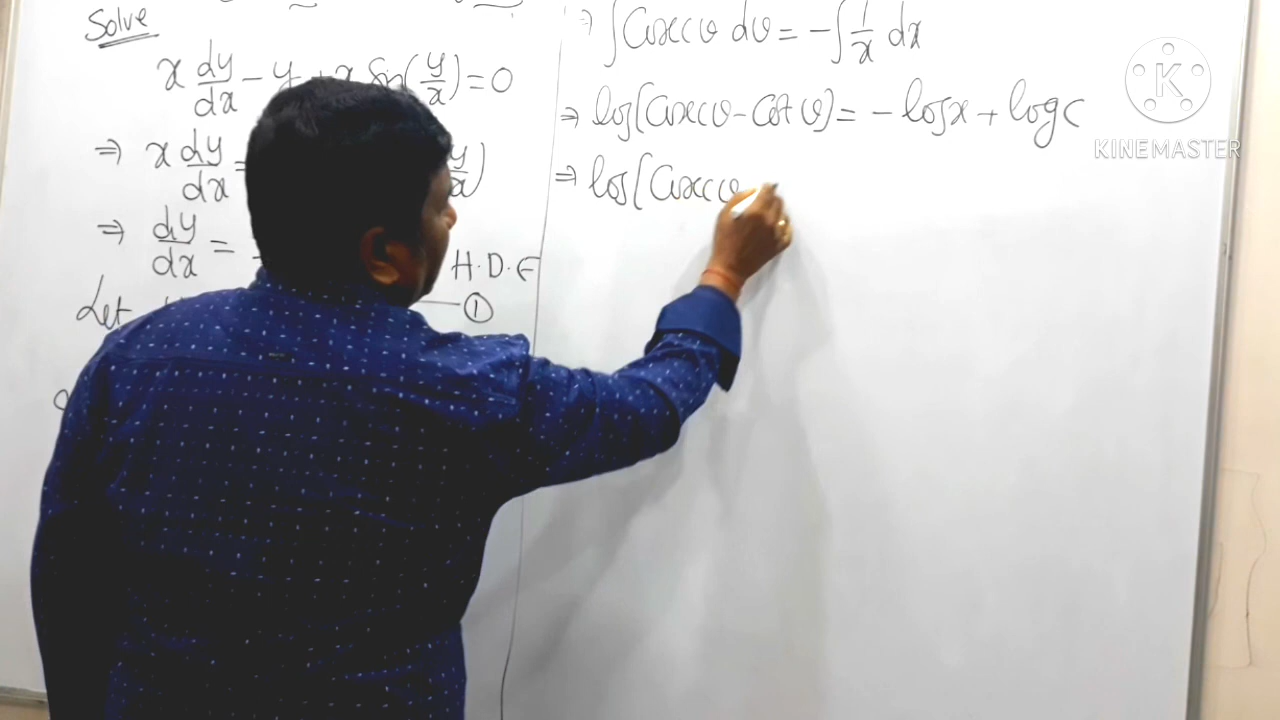 Solve
x dy/dx - y + x Sin(y/x) = 0
⇒ x dy/dx = y/x)
⇒ dy/dx =
H.D.E
Let ①
⇒ ∫ Cosec v dv = -∫ 1/x dx
⇒ log[Cosec v - Cot v] = - log x + log c
⇒ log[Cosec v
K
KINEMASTER